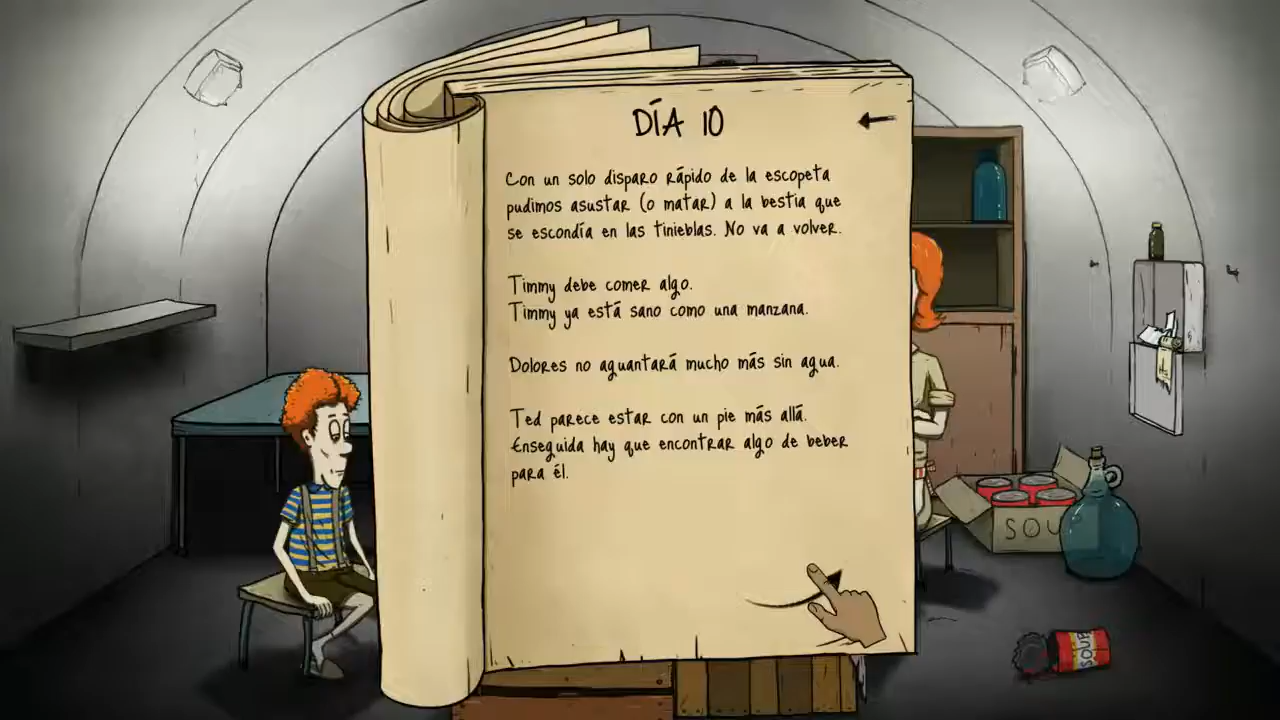 DÍA 10
Con un solo disparo rápido de la escopeta
pudimos asustar (o matar) a la bestia que
se escondía en las tinieblas. No va a volver.
Timmy debe comer algo.
Timmy ya está sano como una manzana.
Dolores no aguantará mucho más sin agua.
Ted parece estar con un pie más allá.
Enseguida hay que encontrar algo de beber
para él.
SOU
SOUP